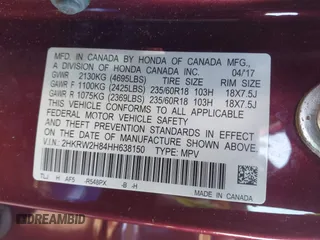 MFD. IN CANADA BY HONDA OF CANADA MFG.,
A DIVISION OF HONDA CANADA INC. 04/17
GVWR 2130KG (4695LBS) TIRE SIZE RIM SIZE
GAWR F 1100KG (2425LBS) 235/60R18 103H 18X7.5J
GAWR R 1075KG (2369LBS) 235/60R18 103H 18X7.5J
THIS VEHICLE CONFORMS TO ALL APPLICABLE
FEDERAL MOTOR VEHICLE SAFETY AND
THEFT PREVENTION STANDARDS IN EFFECT ON
THE DATE OF MANUFACTURE SHOWN ABOVE.
V.I.N.: 2HKRW2H84HH638150 TYPE: MPV
H AF5 -R548PX -B -H
MADE IN CANADA
DREAMBID